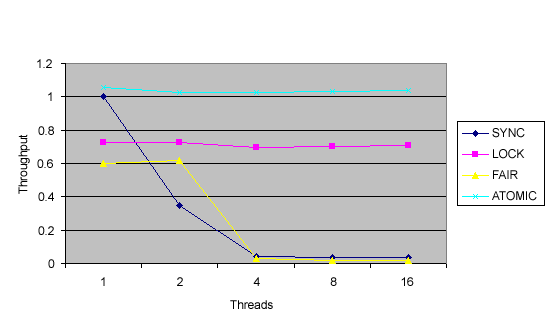 1.2
1
0.8
0.6
0.4
0.2
0
Throughput
1 2 4 8 16
Threads
SYNC
LOCK
FAIR
ATOMIC